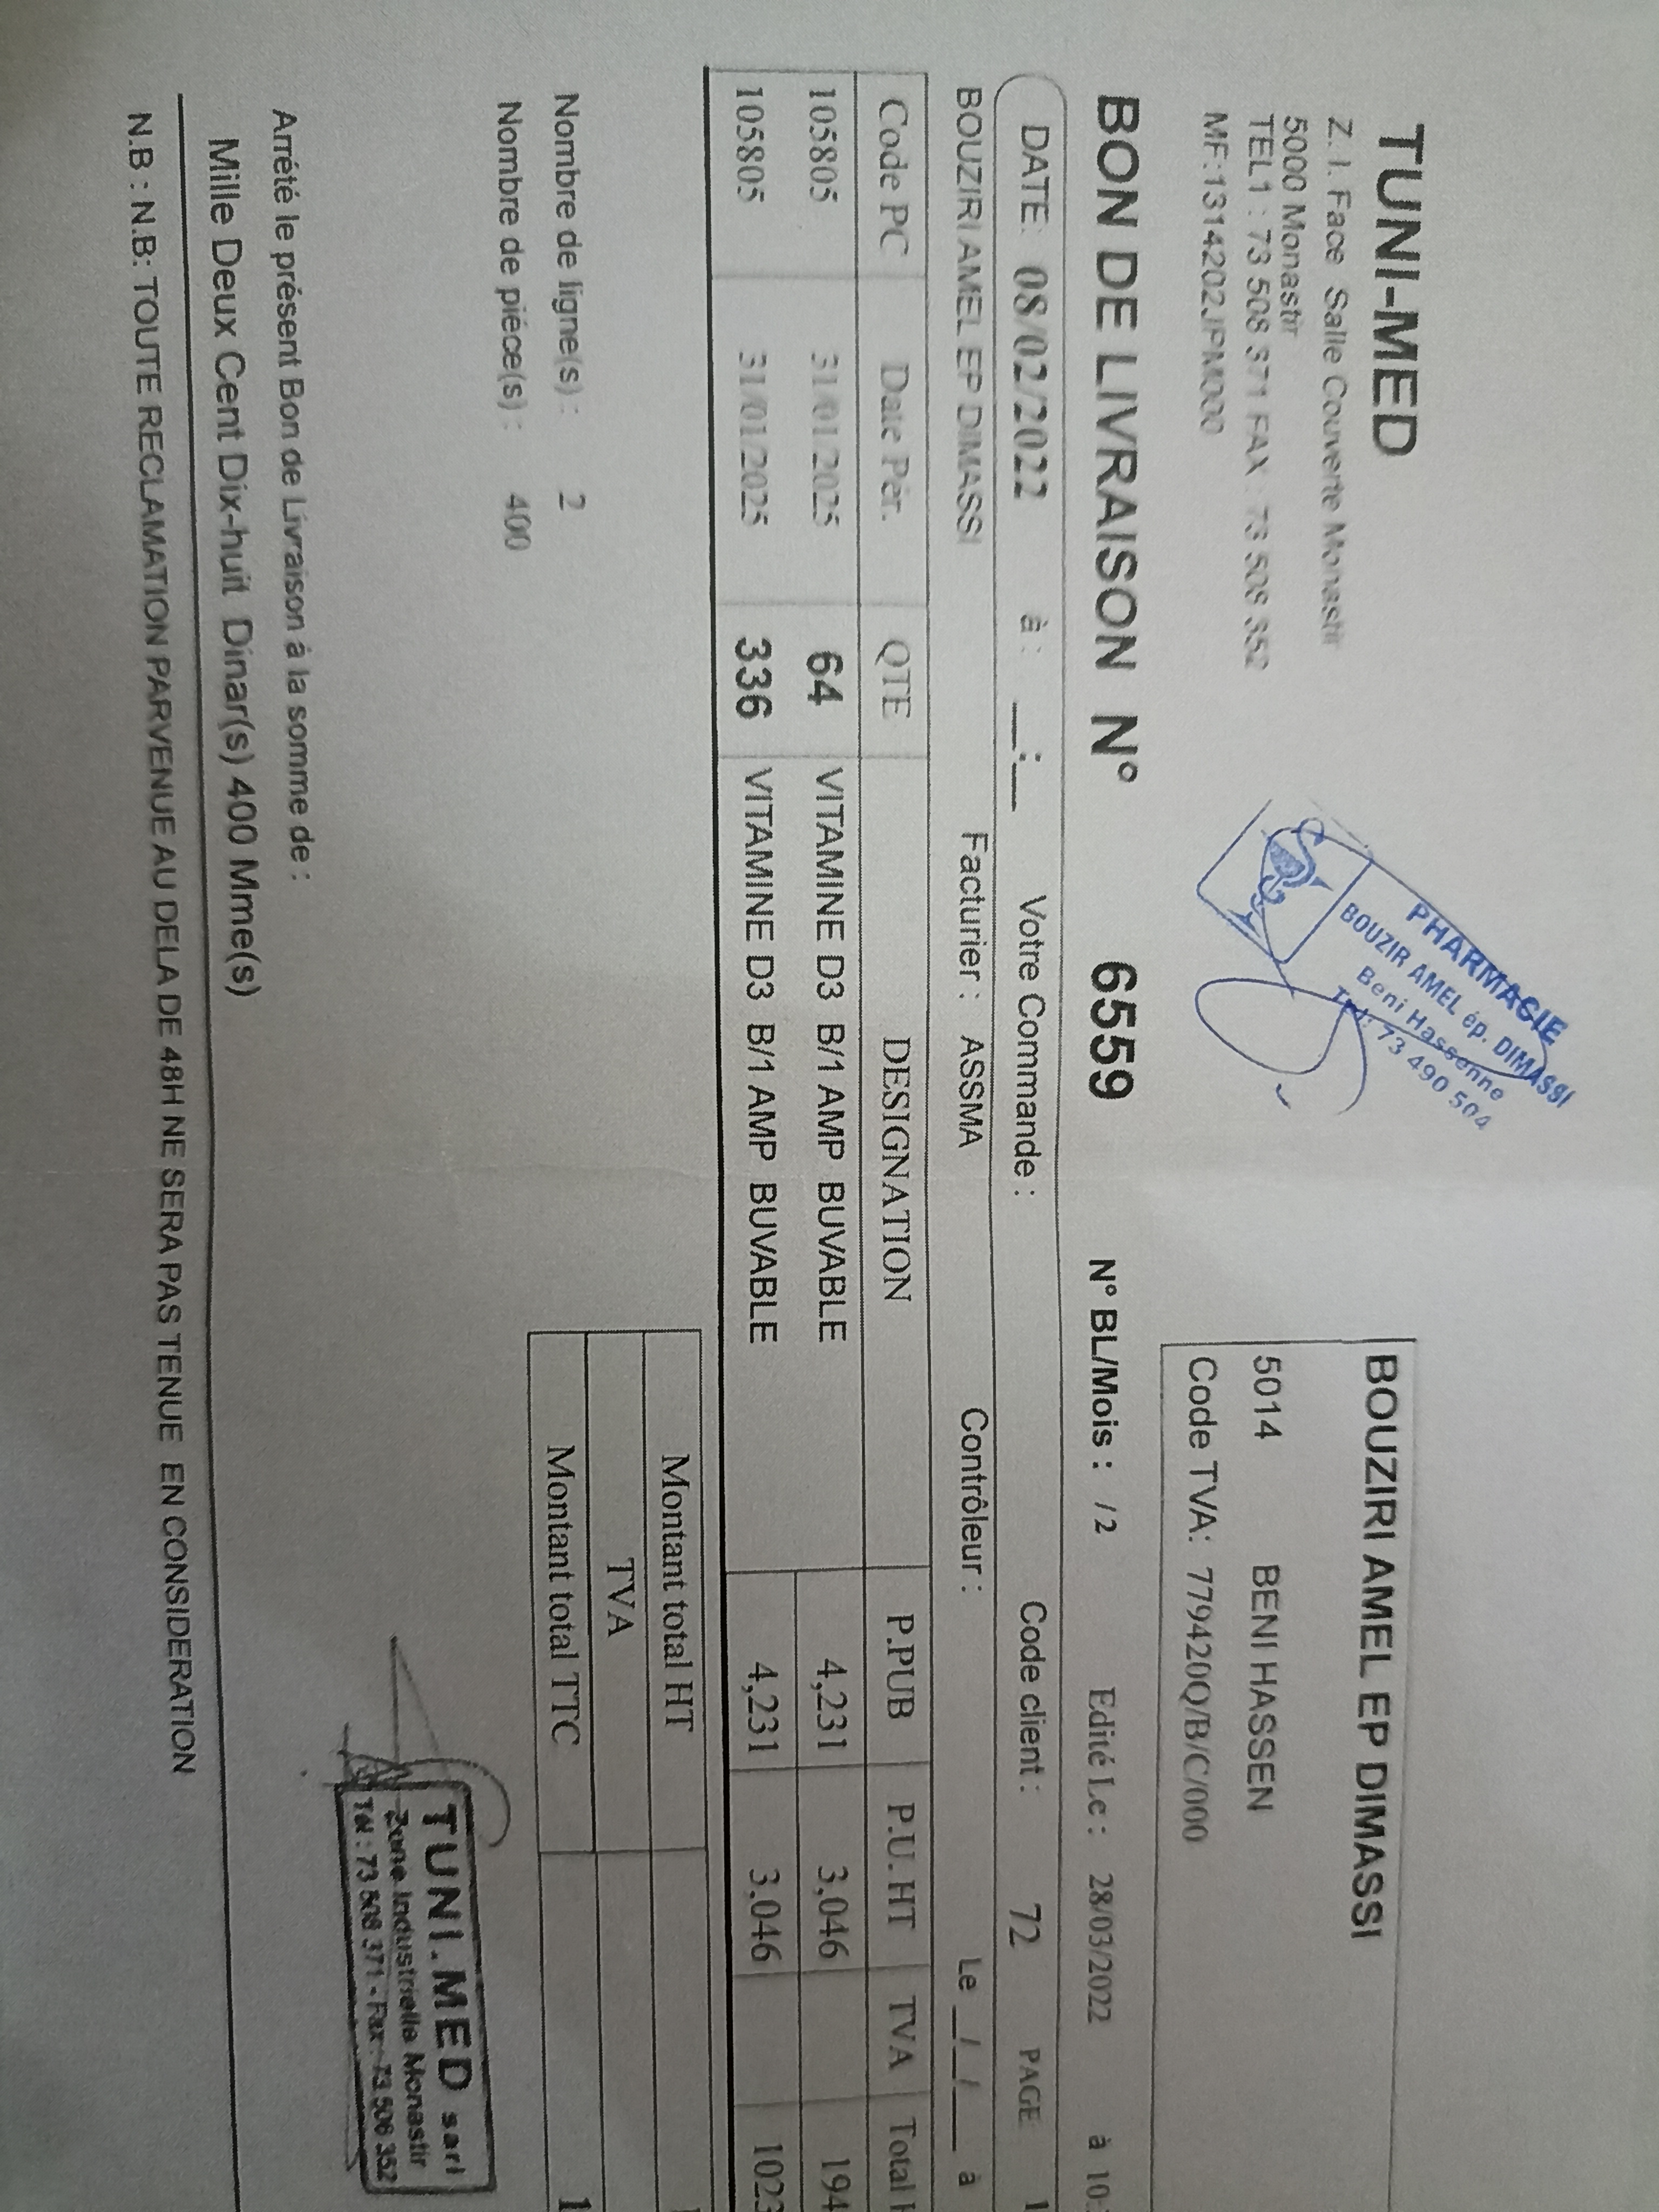 TUNI-MED
Z. I. Face Salle Couverte Monastir
5000 Monastir
TEL1 : 73 508 371 FAX : 73 506 352
MF:1314202JPM000
PHARMACIE
BOUZIR AMEL ép. DIMASSI
Beni Hassenne
Tél: 73 490 504
BOUZIRI AMEL EP DIMASSI
5014 BENI HASSEN
Code TVA: 779420Q/B/C/000
BON DE LIVRAISON N° 6559 N° BL/Mois : /2 Edité Le : 28/03/2022 à 10:
DATE: 08/02/2022 à : __:__ Votre Commande : Code client : 72 PAGE 1
BOUZIRI AMEL EP DIMASSI Facturier : ASSMA Contrôleur : Le __/__/__ à
Code PC Date Pér. QTE DESIGNATION P.PUB P.U.HT TVA Total
105805 31/01/2025 64 VITAMINE D3 B/1 AMP BUVABLE 4,231 3,046 194
105805 31/01/2025 336 VITAMINE D3 B/1 AMP BUVABLE 4,231 3,046 1023
Nombre de ligne(s) : 2
Nombre de piéce(s) : 400
Montant total HT
TVA
Montant total TTC 1
Arrété le présent Bon de Livraison à la somme de :
Mille Deux Cent Dix-huit Dinar(s) 400 Mme(s)
TUNI.MED sarl
Zone Industrielle Monastir
Tél : 73 508 371 - Fax : 73 506 352
N.B : N.B: TOUTE RECLAMATION PARVENUE AU DELA DE 48H NE SERA PAS TENUE EN CONSIDERATION